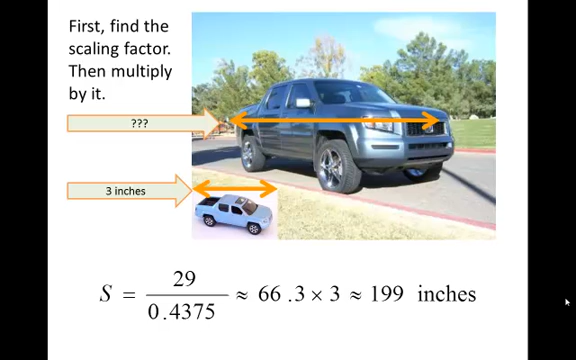 First, find the
scaling factor.
Then multiply
by it.
???
3 inches
S = 29 / 0.4375 ≈ 66.3 × 3 ≈ 199 inches